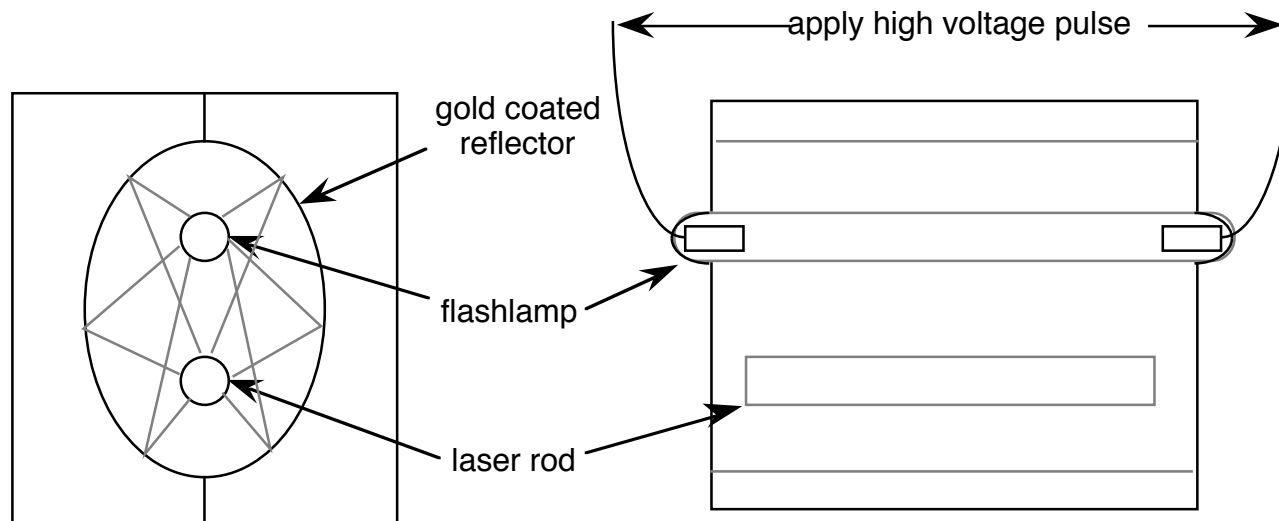 apply high voltage pulse
gold coated
reflector
flashlamp
laser rod